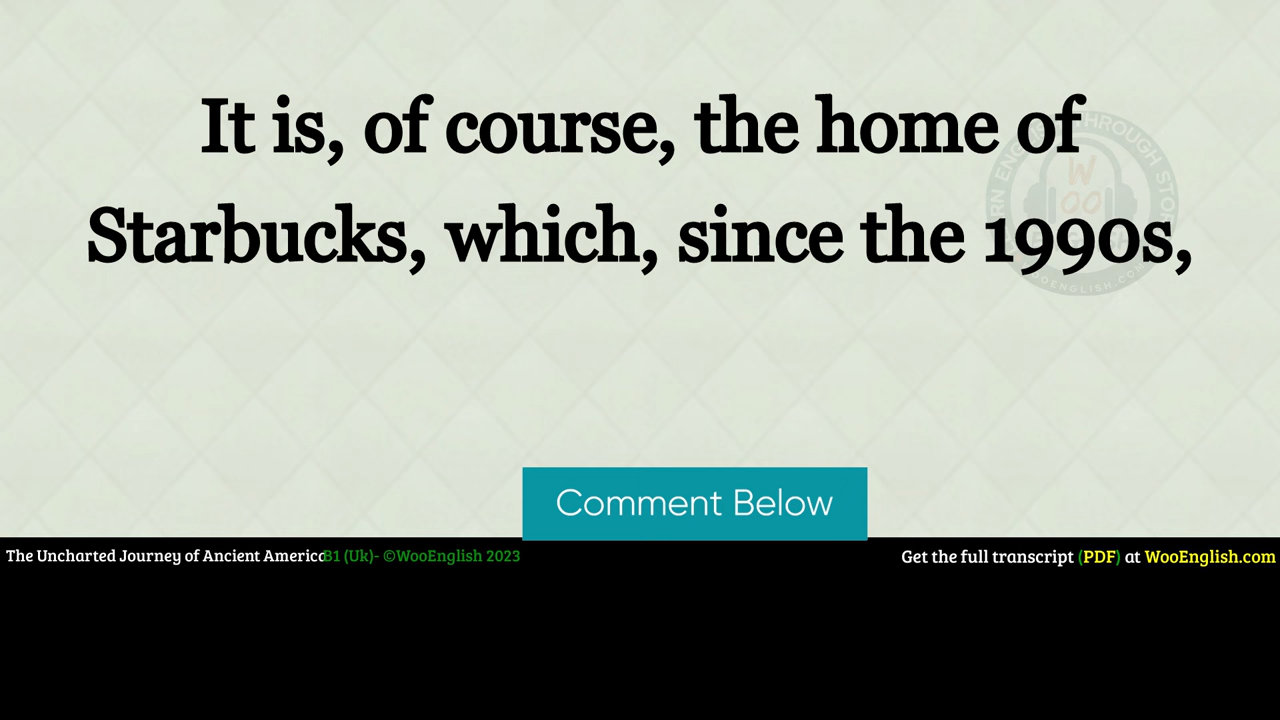 It is, of course, the home of
Starbucks, which, since the 1990s,
Comment Below
The Uncharted Journey of Ancient America B1 (Uk)- ©WooEnglish 2023
Get the full transcript (PDF) at WooEnglish.com